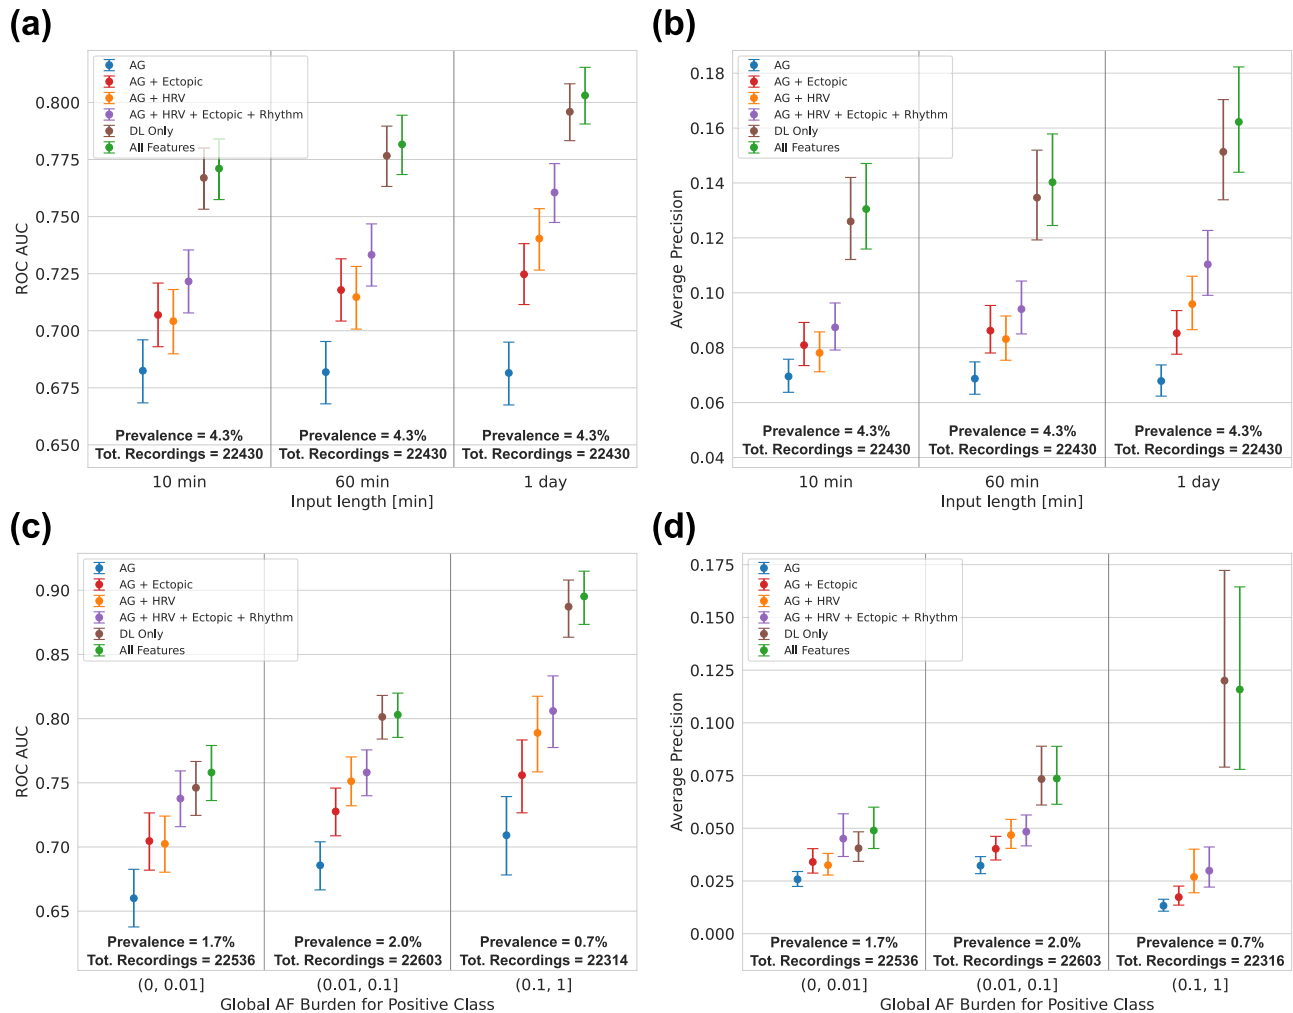 (a)
ROC AUC
0.800
0.775
0.750
0.725
0.700
0.675
0.650
AG
AG + Ectopic
AG + HRV
AG + HRV + Ectopic + Rhythm
DL Only
All Features
Prevalence = 4.3%
Tot. Recordings = 22430
Prevalence = 4.3%
Tot. Recordings = 22430
Prevalence = 4.3%
Tot. Recordings = 22430
10 min
60 min
1 day
Input length [min]
(b)
Average Precision
0.18
0.16
0.14
0.12
0.10
0.08
0.06
0.04
AG
AG + Ectopic
AG + HRV
AG + HRV + Ectopic + Rhythm
DL Only
All Features
Prevalence = 4.3%
Tot. Recordings = 22430
Prevalence = 4.3%
Tot. Recordings = 22430
Prevalence = 4.3%
Tot. Recordings = 22430
10 min
60 min
1 day
Input length [min]
(c)
ROC AUC
0.90
0.85
0.80
0.75
0.70
0.65
AG
AG + Ectopic
AG + HRV
AG + HRV + Ectopic + Rhythm
DL Only
All Features
Prevalence = 1.7%
Tot. Recordings = 22536
Prevalence = 2.0%
Tot. Recordings = 22603
Prevalence = 0.7%
Tot. Recordings = 22314
(0, 0.01]
(0.01, 0.1]
(0.1, 1]
Global AF Burden for Positive Class
(d)
Average Precision
0.175
0.150
0.125
0.100
0.075
0.050
0.025
0.000
AG
AG + Ectopic
AG + HRV
AG + HRV + Ectopic + Rhythm
DL Only
All Features
Prevalence = 1.7%
Tot. Recordings = 22536
Prevalence = 2.0%
Tot. Recordings = 22603
Prevalence = 0.7%
Tot. Recordings = 22316
(0, 0.01]
(0.01, 0.1]
(0.1, 1]
Global AF Burden for Positive Class